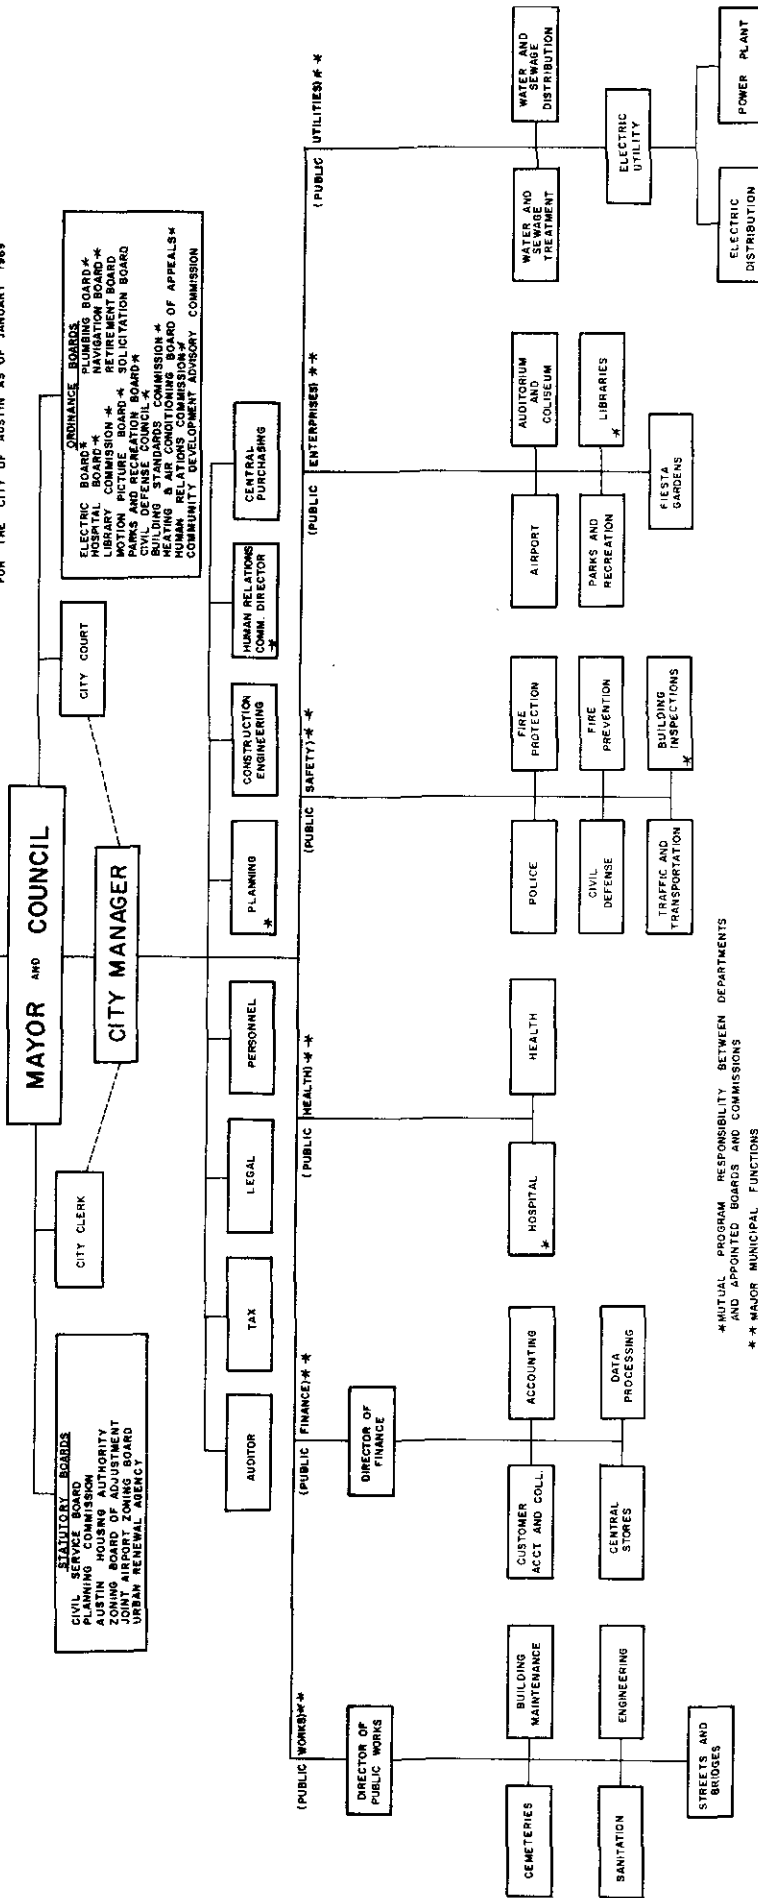 FOR THE CITY OF AUSTIN AS OF JANUARY 1969
MAYOR AND COUNCIL
STATUTORY BOARDS
CIVIL SERVICE BOARD
PLANNING COMMISSION
AUSTIN HOUSING AUTHORITY
ZONING BOARD OF ADJUSTMENT
JOINT AIRPORT ZONING BOARD
URBAN RENEWAL AGENCY
CITY CLERK
CITY MANAGER
CITY COURT
ORDINANCE BOARDS
ELECTRIC BOARD* PLUMBING BOARD*
HOSPITAL BOARD* NAVIGATION BOARD*
LIBRARY COMMISSION * RETIREMENT BOARD
MOTION PICTURE BOARD * SOLICITATION BOARD
PARKS AND RECREATION BOARD*
CIVIL DEFENSE COUNCIL*
BUILDING STANDARDS COMMISSION*
HEATING & AIR CONDITIONING BOARD OF APPEALS*
HUMAN RELATIONS COMMISSION*
COMMUNITY DEVELOPMENT ADVISORY COMMISSION
AUDITOR
TAX
LEGAL
PERSONNEL
PLANNING
*
CONSTRUCTION
ENGINEERING
HUMAN RELATIONS
COMM. DIRECTOR
*
CENTRAL
PURCHASING
(PUBLIC WORKS)**
(PUBLIC FINANCE)* *
(PUBLIC HEALTH)* *
(PUBLIC SAFETY)* *
(PUBLIC ENTERPRISES) * *
(PUBLIC UTILITIES)* *
DIRECTOR OF
PUBLIC WORKS
CEMETERIES
BUILDING
MAINTENANCE
SANITATION
ENGINEERING
STREETS AND
BRIDGES
DIRECTOR OF
FINANCE
CUSTOMER
ACCT AND COLL.
ACCOUNTING
CENTRAL
STORES
DATA
PROCESSING
HOSPITAL
*
HEALTH
POLICE
FIRE
PROTECTION
CIVIL
DEFENSE
FIRE
PREVENTION
TRAFFIC AND
TRANSPORTATION
BUILDING
INSPECTIONS
*
AIRPORT
AUDITORIUM
AND
COLISEUM
PARKS AND
RECREATION
LIBRARIES
*
FIESTA
GARDENS
WATER AND
SEWAGE
TREATMENT
WATER AND
SEWAGE
DISTRIBUTION
ELECTRIC
UTILITY
ELECTRIC
DISTRIBUTION
POWER PLANT
*MUTUAL PROGRAM RESPONSIBILITY BETWEEN DEPARTMENTS
AND APPOINTED BOARDS AND COMMISSIONS
* * MAJOR MUNICIPAL FUNCTIONS